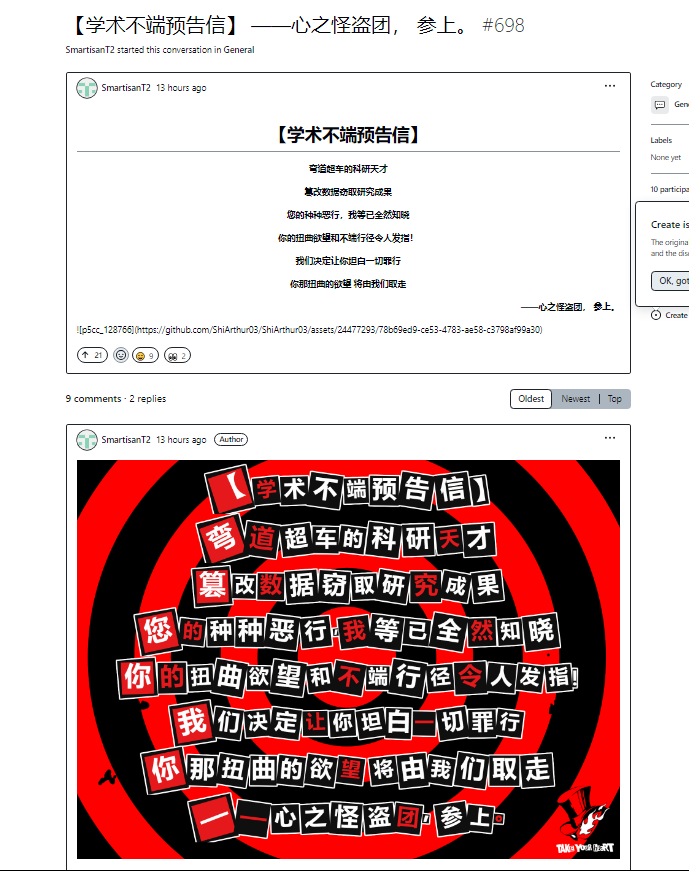 【学术不端预告信】 ——心之怪盗团， 参上。 #698
SmartisanT2 started this conversation in General
SmartisanT2 13 hours ago
【学术不端预告信】
弯道超车的科研天才
篡改数据窃取研究成果
您的种种恶行，我等已全然知晓
你的扭曲欲望和不端行径令人发指！
我们决定让你坦白一切罪行
你那扭曲的欲望 将由我们取走
——心之怪盗团， 参上。
![p5cc_128766](https://github.com/ShiArthur03/ShiArthur03/assets/24477293/78b69ed9-ce53-4783-ae58-c3798af99a30)
↑ 21 😄 9 👀 2
Category
Gene
Labels
None yet
10 participa
Create is
The origina
and the dis
OK, got
Create
9 comments · 2 replies
Oldest Newest Top
SmartisanT2 13 hours ago Author
【学术不端预告信】
弯道超车的科研天才
篡改数据窃取研究成果
您的种种恶行，我等已全然知晓
你的扭曲欲望和不端行径令人发指！
我们决定让你坦白一切罪行
你那扭曲的欲望将由我们取走
——心之怪盗团，参上。
TAKE YOUR HEART